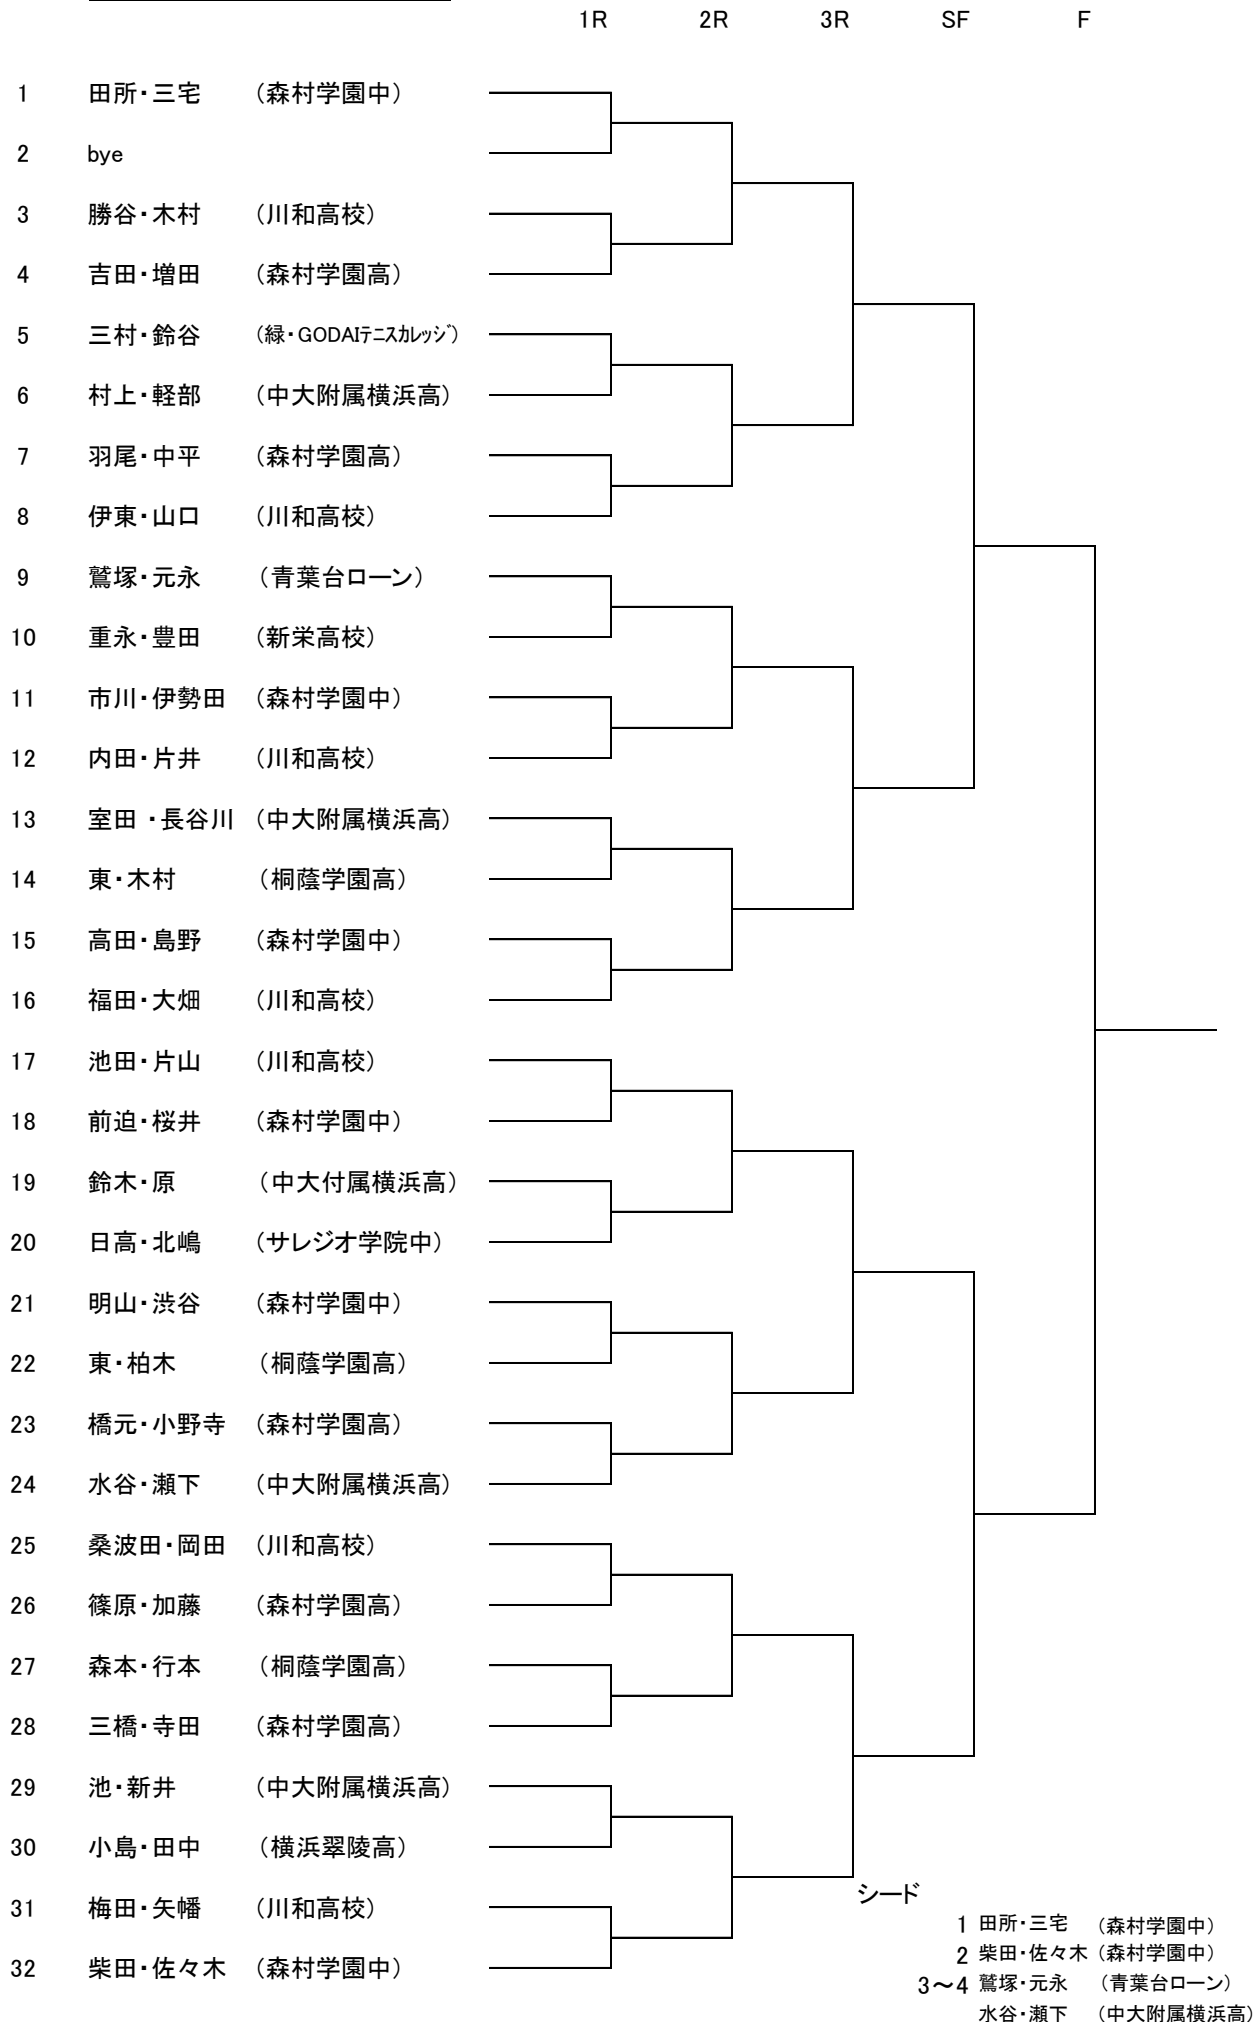 1R 2R 3R SF F
1 田所・三宅 （森村学園中）
2 bye
3 勝谷・木村 （川和高校）
4 吉田・増田 （森村学園高）
5 三村・鈴谷 （緑・GODAIﾃﾆｽｶﾚｯｼﾞ）
6 村上・軽部 （中大附属横浜高）
7 羽尾・中平 （森村学園高）
8 伊東・山口 （川和高校）
9 鷲塚・元永 （青葉台ローン）
10 重永・豊田 （新栄高校）
11 市川・伊勢田 （森村学園中）
12 内田・片井 （川和高校）
13 室田 ・長谷川 （中大附属横浜高）
14 東・木村 （桐蔭学園高）
15 高田・島野 （森村学園中）
16 福田・大畑 （川和高校）
17 池田・片山 （川和高校）
18 前迫・桜井 （森村学園中）
19 鈴木・原 （中大付属横浜高）
20 日高・北嶋 （サレジオ学院中）
21 明山・渋谷 （森村学園中）
22 東・柏木 （桐蔭学園高）
23 橋元・小野寺 （森村学園高）
24 水谷・瀬下 （中大附属横浜高）
25 桑波田・岡田 （川和高校）
26 篠原・加藤 （森村学園高）
27 森本・行本 （桐蔭学園高）
28 三橋・寺田 （森村学園高）
29 池・新井 （中大附属横浜高）
30 小島・田中 （横浜翠陵高）
31 梅田・矢幡 （川和高校）
32 柴田・佐々木 （森村学園中）
シード
1 田所・三宅 （森村学園中）
2 柴田・佐々木 （森村学園中）
3～4 鷲塚・元永 （青葉台ローン）
水谷・瀬下 （中大附属横浜高）